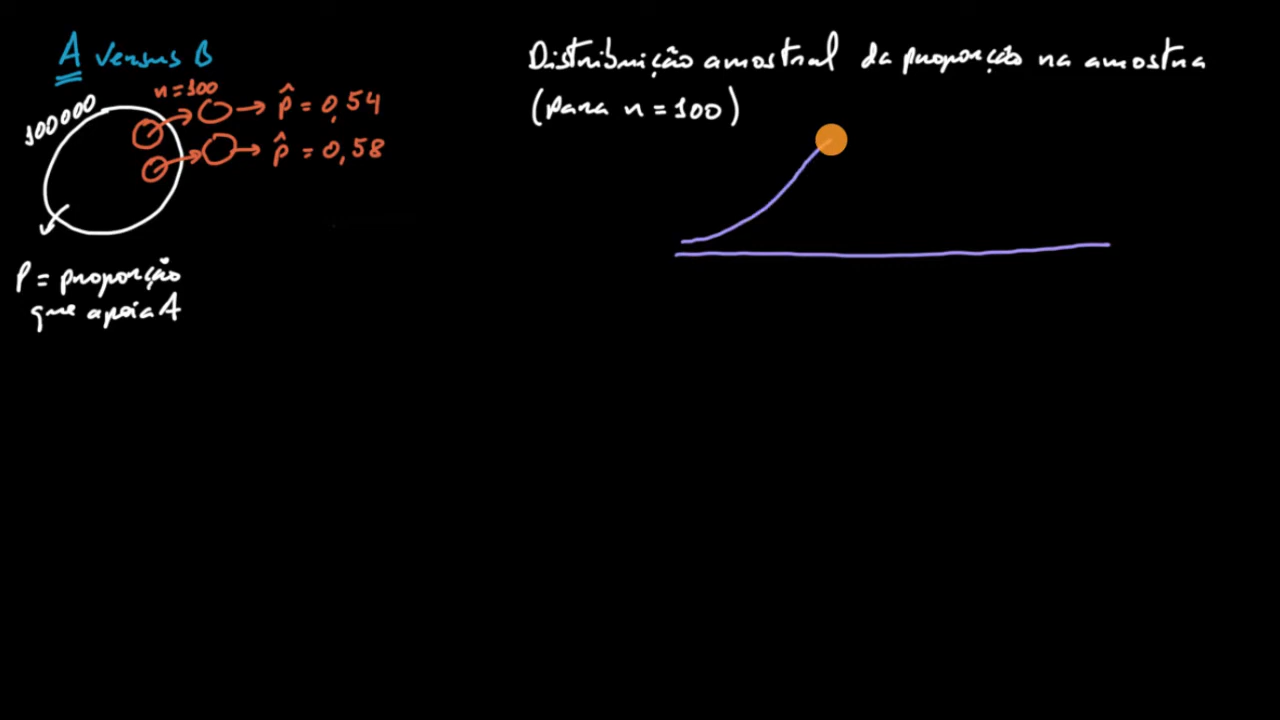 A versus B
100000
n = 100
p̂ = 0,54
p̂ = 0,58
P = proporção
que apoia A
Distribuição amostral da proporção na amostra
(para n = 100)